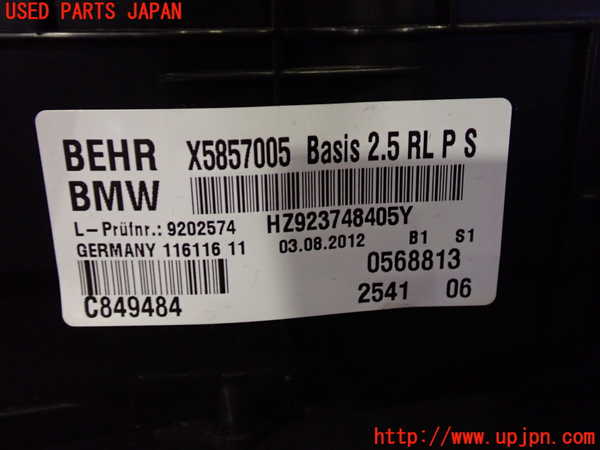 USED PARTS JAPAN
BEHR X5857005 Basis 2.5 RL P S
BMW
L-Prüfnr.: 9202574 HZ923748405Y
GERMANY 116116 11 03.08.2012 B1 S1
0568813
C849484 2541 06
http://www.upjpn.com/